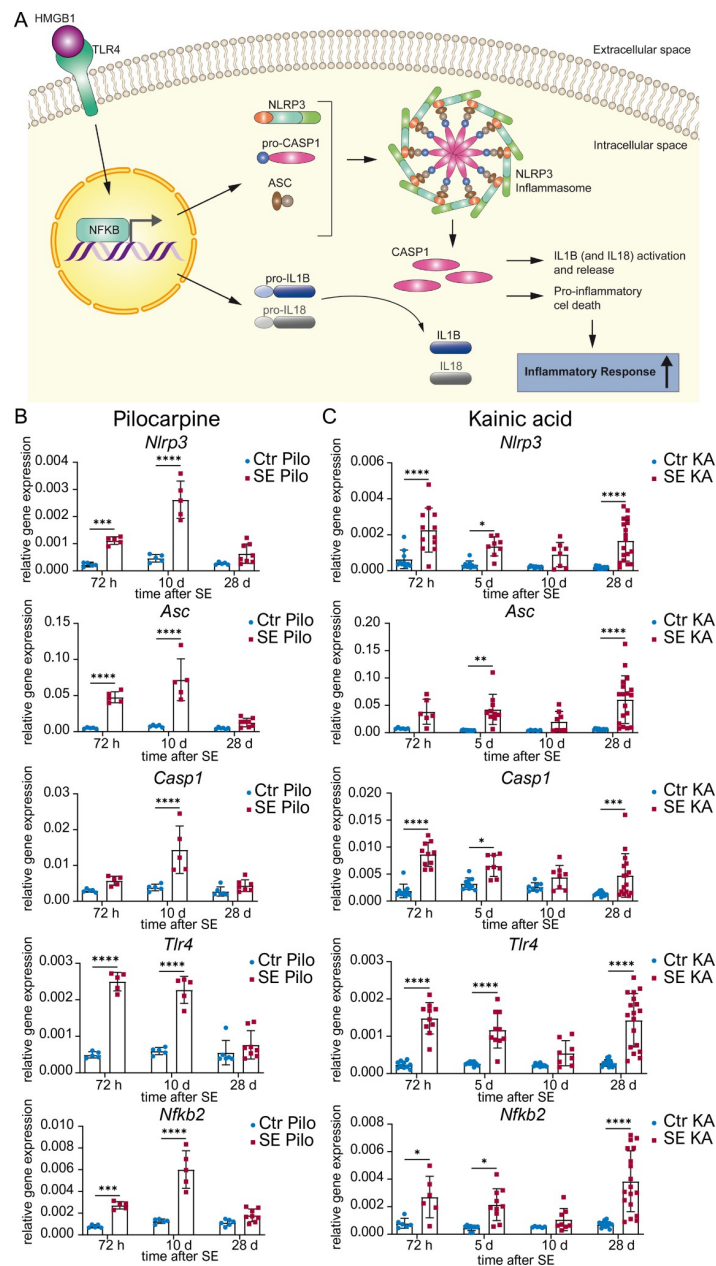 A
HMGB1
TLR4
Extracellular space
Intracellular space
NLRP3
pro-CASP1
ASC
NLRP3
Inflammasome
NFKB
CASP1
IL1B (and IL18) activation
and release
Pro-inflammatory
cel death
pro-IL1B
pro-IL18
IL1B
IL18
Inflammatory Response
B
Pilocarpine
Nlrp3
relative gene expression
0.004
0.003
0.002
0.001
0.000
***
****
72 h
10 d
28 d
time after SE
Ctr Pilo
SE Pilo
Asc
relative gene expression
0.15
0.10
0.05
0.00
****
****
72 h
10 d
28 d
time after SE
Ctr Pilo
SE Pilo
Casp1
relative gene expression
0.03
0.02
0.01
0.00
****
72 h
10 d
28 d
time after SE
Ctr Pilo
SE Pilo
Tlr4
relative gene expression
0.003
0.002
0.001
0.000
****
****
72 h
10 d
28 d
time after SE
Ctr Pilo
SE Pilo
Nfkb2
relative gene expression
0.010
0.008
0.006
0.004
0.002
0.000
***
****
72 h
10 d
28 d
time after SE
Ctr Pilo
SE Pilo
C
Kainic acid
Nlrp3
relative gene expression
0.006
0.004
0.002
0.000
****
*
****
72 h
5 d
10 d
28 d
time after SE
Ctr KA
SE KA
Asc
relative gene expression
0.20
0.15
0.10
0.05
0.00
**
****
72 h
5 d
10 d
28 d
time after SE
Ctr KA
SE KA
Casp1
relative gene expression
0.020
0.015
0.010
0.005
0.000
****
*
***
72 h
5 d
10 d
28 d
time after SE
Ctr KA
SE KA
Tlr4
relative gene expression
0.003
0.002
0.001
0.000
****
****
****
72 h
5 d
10 d
28 d
time after SE
Ctr KA
SE KA
Nfkb2
relative gene expression
0.008
0.006
0.004
0.002
0.000
*
*
****
72 h
5 d
10 d
28 d
time after SE
Ctr KA
SE KA